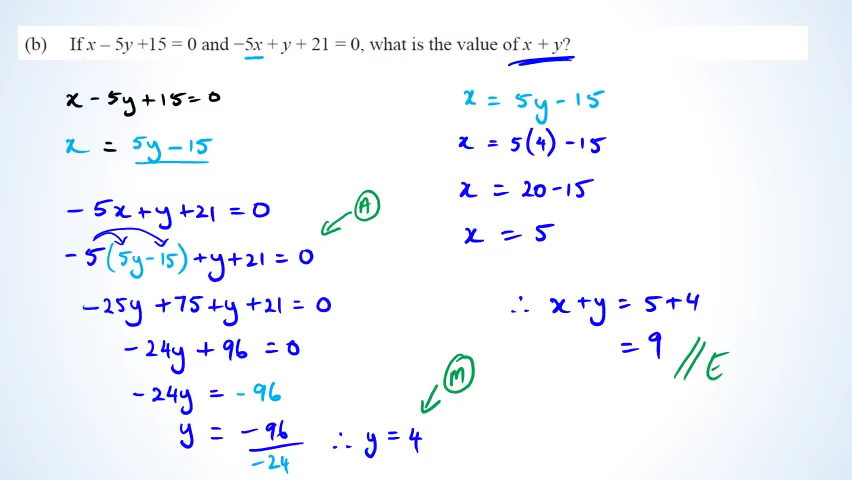 (b) If x – 5y +15 = 0 and –5x + y + 21 = 0, what is the value of x + y?
x - 5y + 15 = 0
x = 5y - 15
- 5x + y + 21 = 0
A
- 5(5y - 15) + y + 21 = 0
- 25y + 75 + y + 21 = 0
- 24y + 96 = 0
- 24y = - 96
M
y = - 96 / - 24 ∴ y = 4
x = 5y - 15
x = 5(4) - 15
x = 20 - 15
x = 5
∴ x + y = 5 + 4
= 9 // E